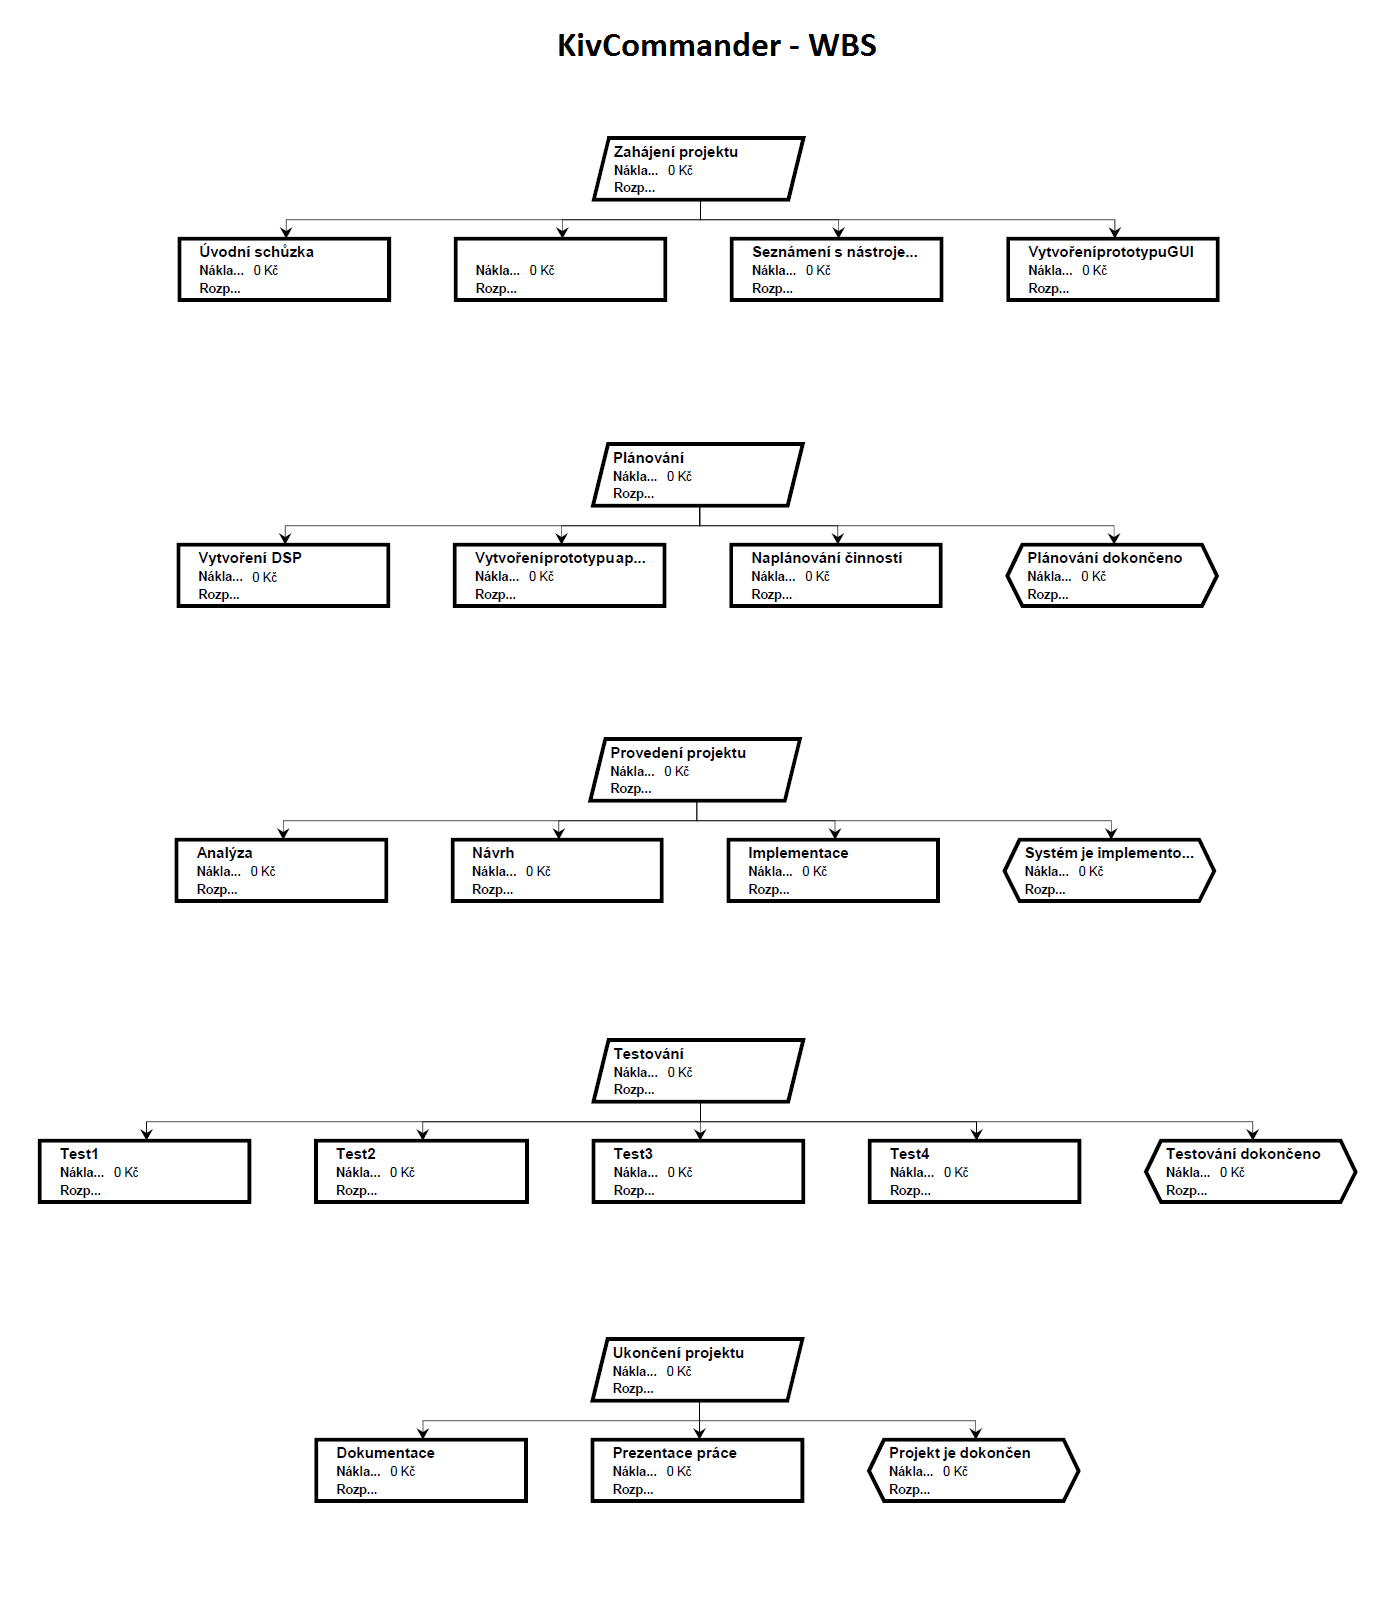 KivCommander - WBS
Zahájení projektu
Nákla... 0 Kč
Rozp...
Úvodní schůzka
Nákla... 0 Kč
Rozp...
Nákla... 0 Kč
Rozp...
Seznámení s nástroje...
Nákla... 0 Kč
Rozp...
VytvořeníprototypuGUI
Nákla... 0 Kč
Rozp...
Plánování
Nákla... 0 Kč
Rozp...
Vytvoření DSP
Nákla... 0 Kč
Rozp...
Vytvořeníprototypuap...
Nákla... 0 Kč
Rozp...
Naplánování činností
Nákla... 0 Kč
Rozp...
Plánování dokončeno
Nákla... 0 Kč
Rozp...
Provedení projektu
Nákla... 0 Kč
Rozp...
Analýza
Nákla... 0 Kč
Rozp...
Návrh
Nákla... 0 Kč
Rozp...
Implementace
Nákla... 0 Kč
Rozp...
Systém je implemento...
Nákla... 0 Kč
Rozp...
Testování
Nákla... 0 Kč
Rozp...
Test1
Nákla... 0 Kč
Rozp...
Test2
Nákla... 0 Kč
Rozp...
Test3
Nákla... 0 Kč
Rozp...
Test4
Nákla... 0 Kč
Rozp...
Testování dokončeno
Nákla... 0 Kč
Rozp...
Ukončení projektu
Nákla... 0 Kč
Rozp...
Dokumentace
Nákla... 0 Kč
Rozp...
Prezentace práce
Nákla... 0 Kč
Rozp...
Projekt je dokončen
Nákla... 0 Kč
Rozp...